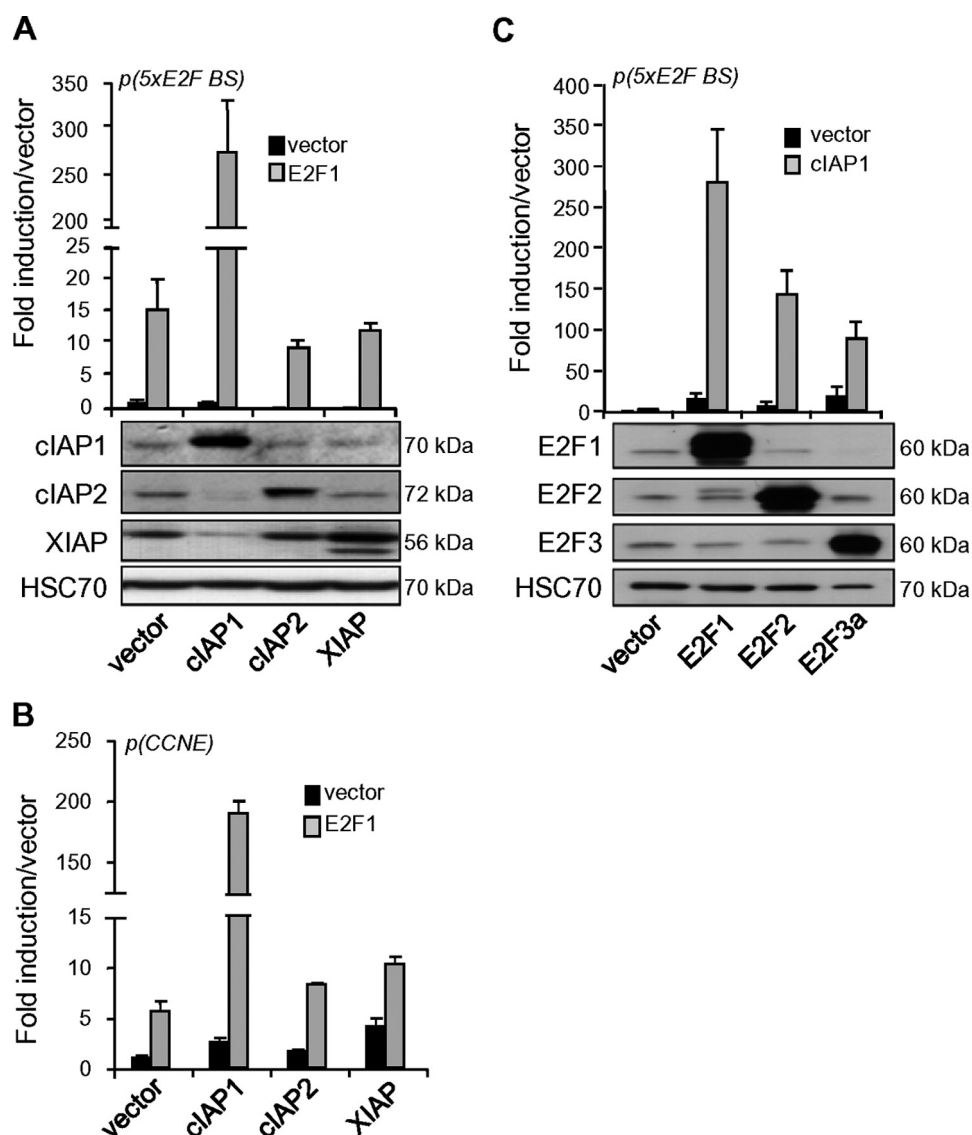 A
p(5xE2F BS)
Fold induction/vector
350
300
250
200
25
20
15
10
5
0
vector
E2F1
cIAP1 70 kDa
cIAP2 72 kDa
XIAP 56 kDa
HSC70 70 kDa
vector cIAP1 cIAP2 XIAP
C
p(5xE2F BS)
Fold induction/vector
400
350
300
250
200
150
100
50
0
vector
cIAP1
E2F1 60 kDa
E2F2 60 kDa
E2F3 60 kDa
HSC70 70 kDa
vector E2F1 E2F2 E2F3a
B
p(CCNE)
Fold induction/vector
250
200
150
15
10
5
0
vector
E2F1
vector cIAP1 cIAP2 XIAP